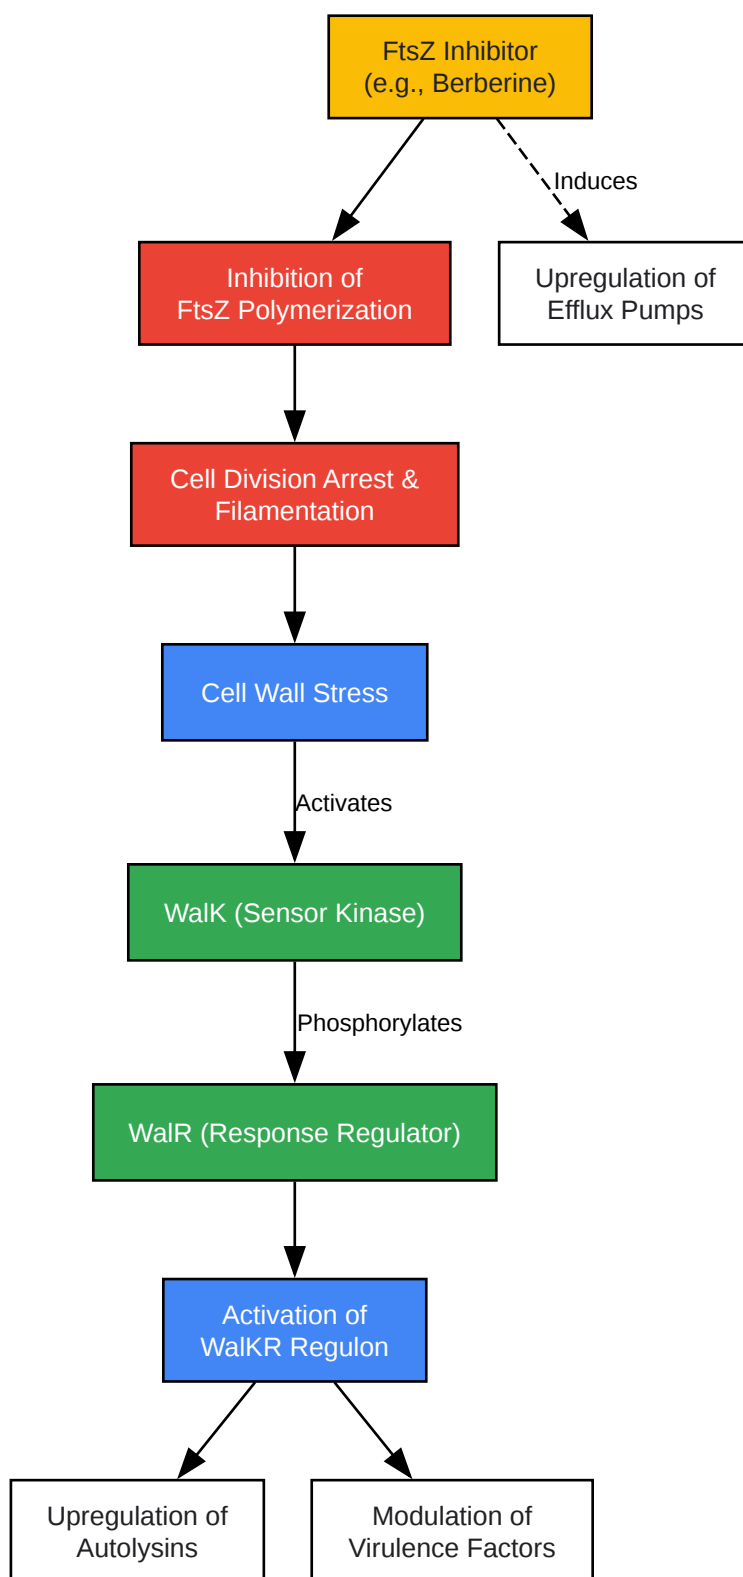 FtsZ Inhibitor
(e.g., Berberine)
Induces
Inhibition of
FtsZ Polymerization
Upregulation of
Efflux Pumps
Cell Division Arrest &
Filamentation
Cell Wall Stress
Activates
WalK (Sensor Kinase)
Phosphorylates
WalR (Response Regulator)
Activation of
WalKR Regulon
Upregulation of
Autolysins
Modulation of
Virulence Factors